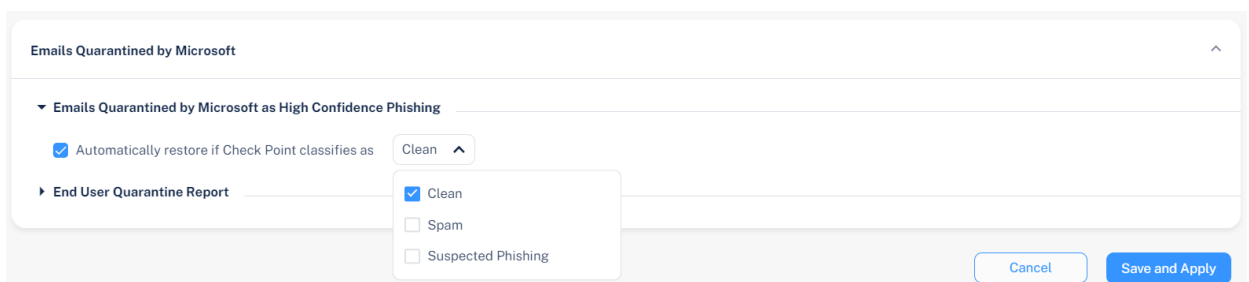 Emails Quarantined by Microsoft
Emails Quarantined by Microsoft as High Confidence Phishing
Automatically restore if Check Point classifies as Clean
Clean
End User Quarantine Report
Spam
Suspected Phishing
Cancel Save and Apply